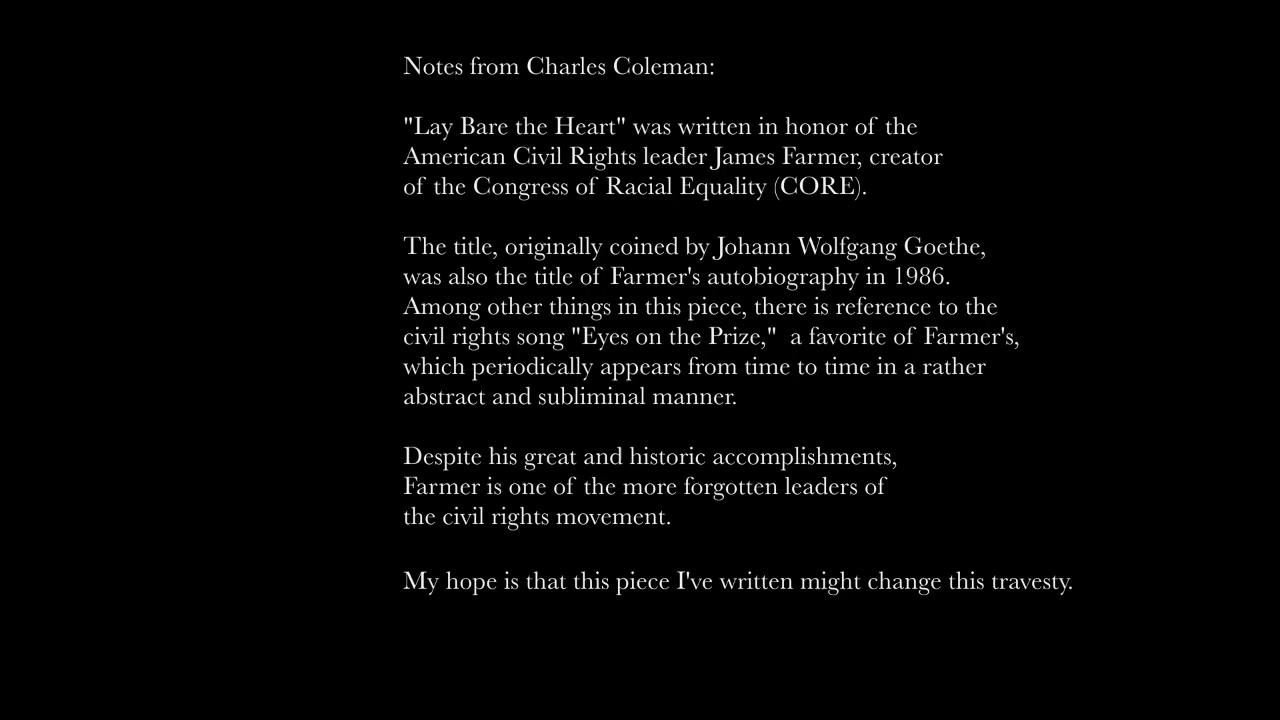 Notes from Charles Coleman:
"Lay Bare the Heart" was written in honor of the
American Civil Rights leader James Farmer, creator
of the Congress of Racial Equality (CORE).
The title, originally coined by Johann Wolfgang Goethe,
was also the title of Farmer's autobiography in 1986.
Among other things in this piece, there is reference to the
civil rights song "Eyes on the Prize,"  a favorite of Farmer's,
which periodically appears from time to time in a rather
abstract and subliminal manner.
Despite his great and historic accomplishments,
Farmer is one of the more forgotten leaders of
the civil rights movement.
My hope is that this piece I've written might change this travesty.